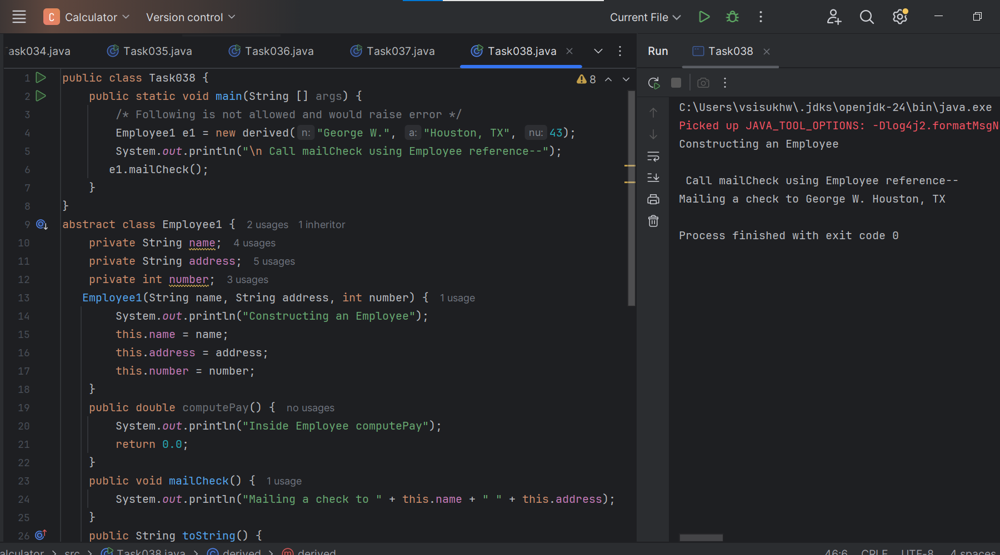 C Calculator Version control Current File
ask034.java Task035.java Task036.java Task037.java Task038.java
8
1 public class Task038 {
2 public static void main(String [] args) {
3 /* Following is not allowed and would raise error */
4 Employee1 e1 = new derived( n: "George W.", a: "Houston, TX", nu: 43);
5 System.out.println("\n Call mailCheck using Employee reference--");
6 e1.mailCheck();
7 }
8 }
9 abstract class Employee1 { 2 usages 1 inheritor
10 private String name; 4 usages
11 private String address; 5 usages
12 private int number; 3 usages
13 Employee1(String name, String address, int number) { 1 usage
14 System.out.println("Constructing an Employee");
15 this.name = name;
16 this.address = address;
17 this.number = number;
18 }
19 public double computePay() { no usages
20 System.out.println("Inside Employee computePay");
21 return 0.0;
22 }
23 public void mailCheck() { 1 usage
24 System.out.println("Mailing a check to " + this.name + " " + this.address);
25 }
26 public String toString() {
Run Task038
C:\Users\vsisukhw\.jdks\openjdk-24\bin\java.exe
Picked up JAVA_TOOL_OPTIONS: -Dlog4j2.formatMsgN
Constructing an Employee
Call mailCheck using Employee reference--
Mailing a check to George W. Houston, TX
Process finished with exit code 0
alculator > src > Task038.java > derived > derived 46:6 CRLF UTF-8 4 spaces